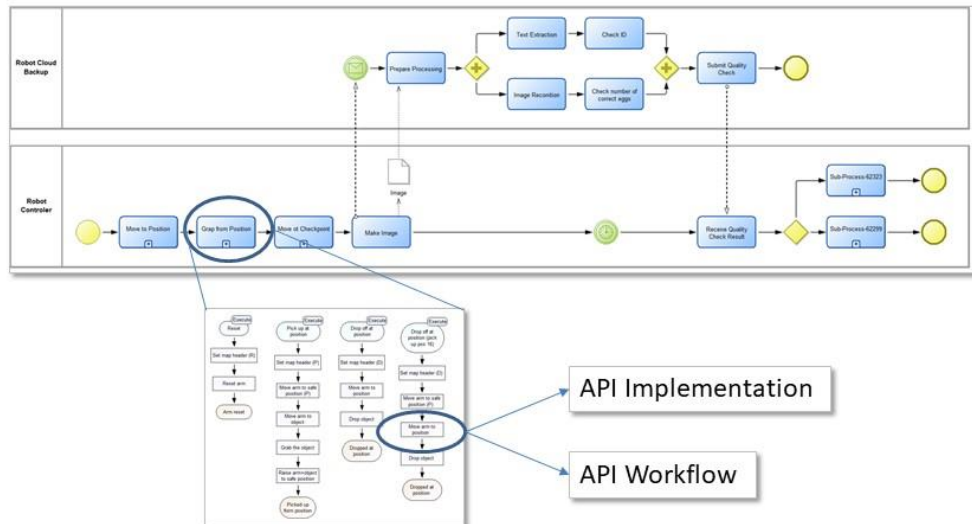 Robot Cloud
Backup
Text Extraction
Check ID
Prepare Processing
Submit Quality
Check
Image Recontion
Check number of
correct eggs
Image
Robot
Controler
Move to Position
Grap from Position
Move ot Checkpoint
Make Image
Receive Quality
Check Result
Sub-Process-62323
Sub-Process-62299
Execute
Reset
Set map header (R)
Reset arm
Arm reset
Execute
Pick up at
position
Set map header (P)
Move arm to safe
position (P)
Move arm to
object
Grab the object
Raise arm+object
to safe position
Picked up
from position
Execute
Drop off at
position
Set map header (D)
Move arm to
position
Drop object
Dropped at
position
Execute
Drop off at
position (pick
up pos 16)
Set map header (D)
Move arm to safe
position (P)
Move arm to
position
Drop object
Dropped at
position
API Implementation
API Workflow